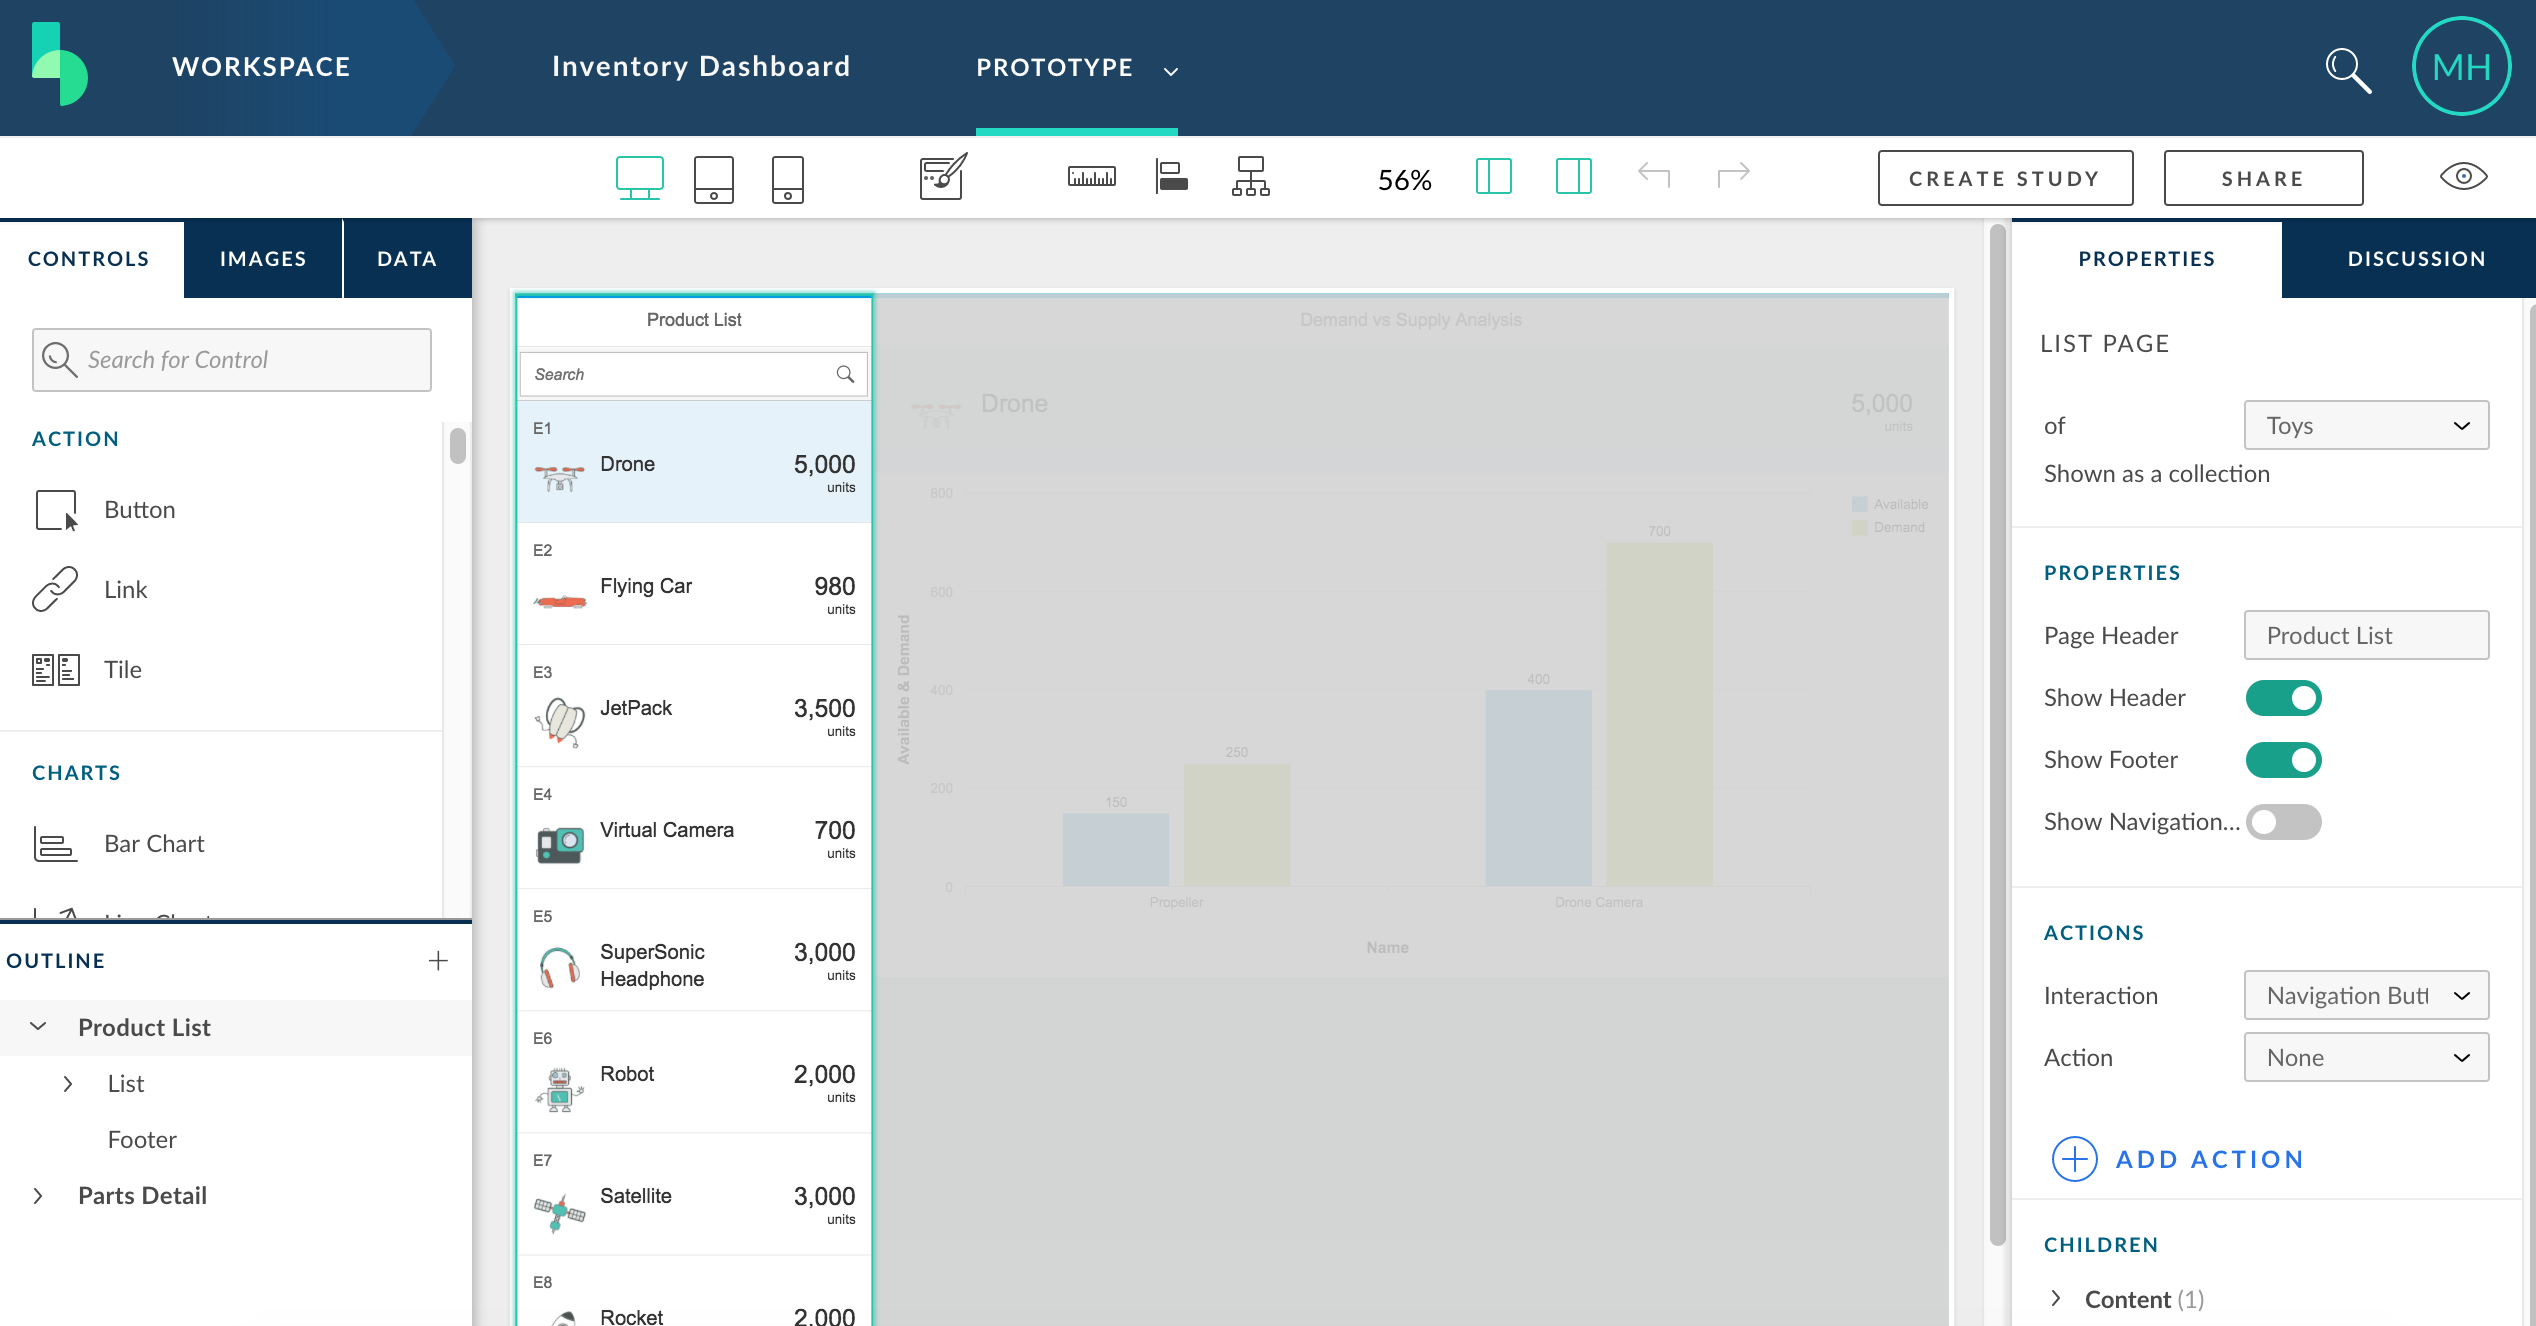 WORKSPACE
Inventory Dashboard
PROTOTYPE
MH
56%
CREATE STUDY
SHARE
CONTROLS
IMAGES
DATA
Search for Control
ACTION
Button
Link
Tile
CHARTS
Bar Chart
OUTLINE
Product List
List
Footer
Parts Detail
Product List
Search
E1
Drone
5,000
units
E2
Flying Car
980
units
E3
JetPack
3,500
units
E4
Virtual Camera
700
units
E5
SuperSonic
Headphone
3,000
units
E6
Robot
2,000
units
E7
Satellite
3,000
units
E8
Rocket
2,000
Demand vs Supply Analysis
Drone
5,000
units
Available
Demand
800
600
400
200
0
Available & Demand
150
250
400
700
Propeller
Drone Camera
Name
PROPERTIES
DISCUSSION
LIST PAGE
of
Toys
Shown as a collection
PROPERTIES
Page Header
Product List
Show Header
Show Footer
Show Navigation...
ACTIONS
Interaction
Navigation Butt
Action
None
ADD ACTION
CHILDREN
Content (1)